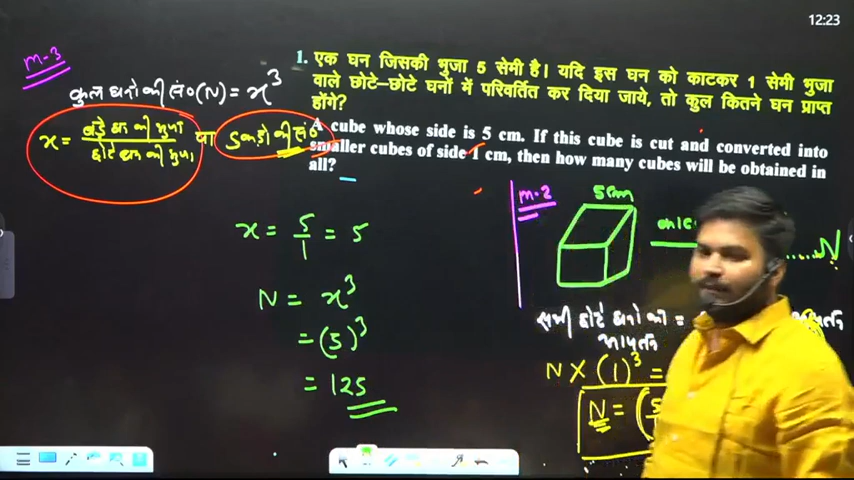 12:23
m-3
कुल घनो की सं० (N) = x³
x = बड़े घन की भुजा / छोटे घन की भुजा या टुकड़ो की सं०
1. एक घन जिसकी भुजा 5 सेमी है। यदि इस घन को काटकर 1 सेमी भुजा
वाले छोटे–छोटे घनों में परिवर्तित कर दिया जाये, तो कुल कितने घन प्राप्त
होंगे?
A cube whose side is 5 cm. If this cube is cut and converted into
smaller cubes of side 1 cm, then how many cubes will be obtained in
all?
x = 5/1 = 5
N = x³
= (5)³
= 125
m-2
5cm
N
सभी छोटे घनो का =
आयतन
N × (1)³ =
N = (5